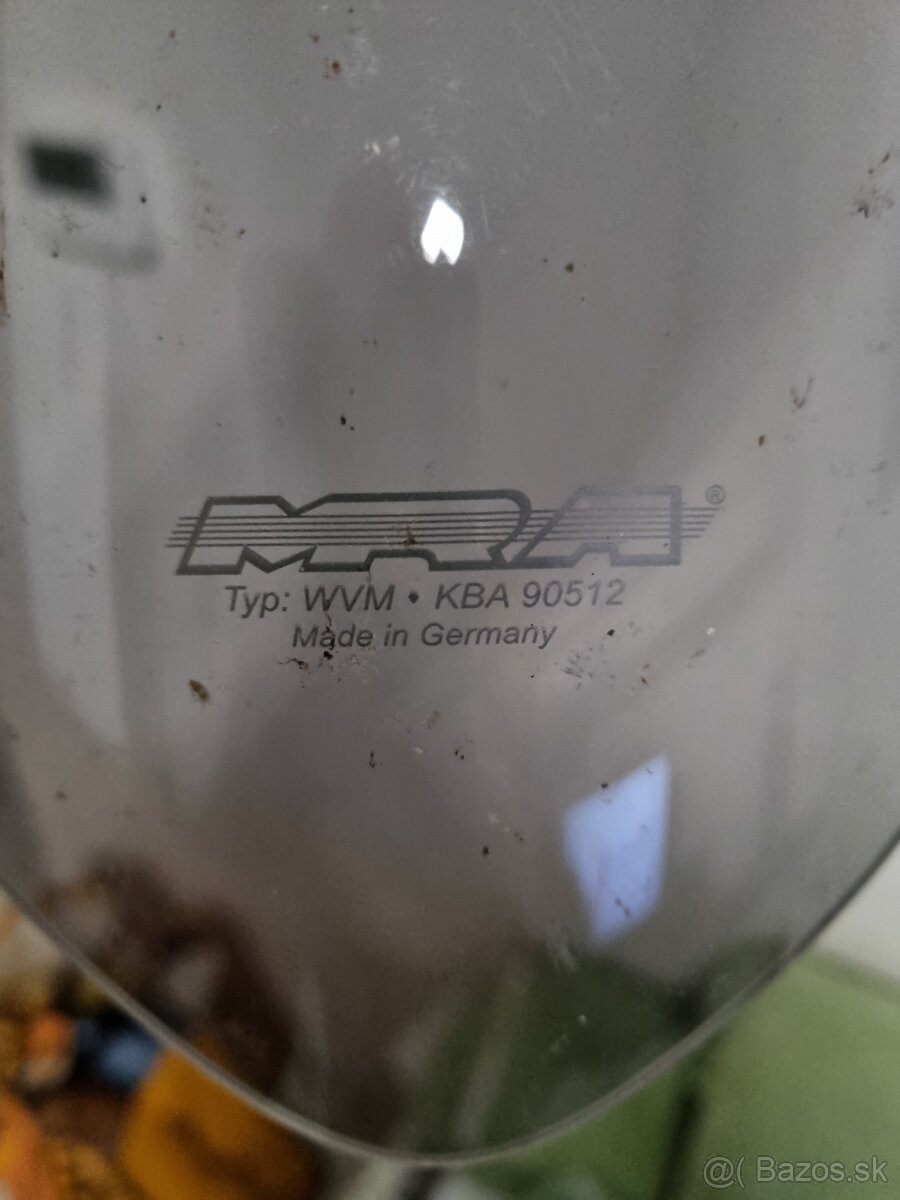 MRA®
Typ: WVM • KBA 90512
Made in Germany
@( Bazos.sk